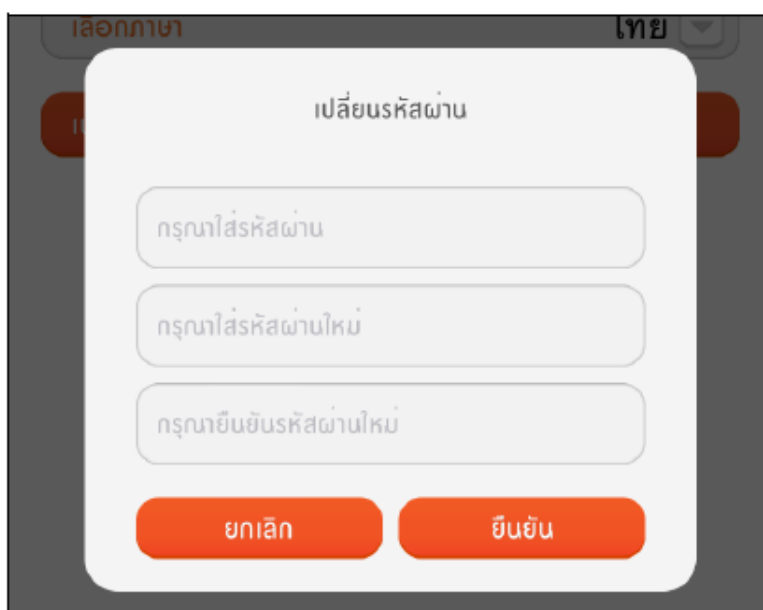 เลือกภาษา ไทย
เปลี่ยนรหัสผ่าน
กรุณาใส่รหัสผ่าน
กรุณาใส่รหัสผ่านใหม่
กรุณายืนยันรหัสผ่านใหม่
ยกเลิก ยืนยัน